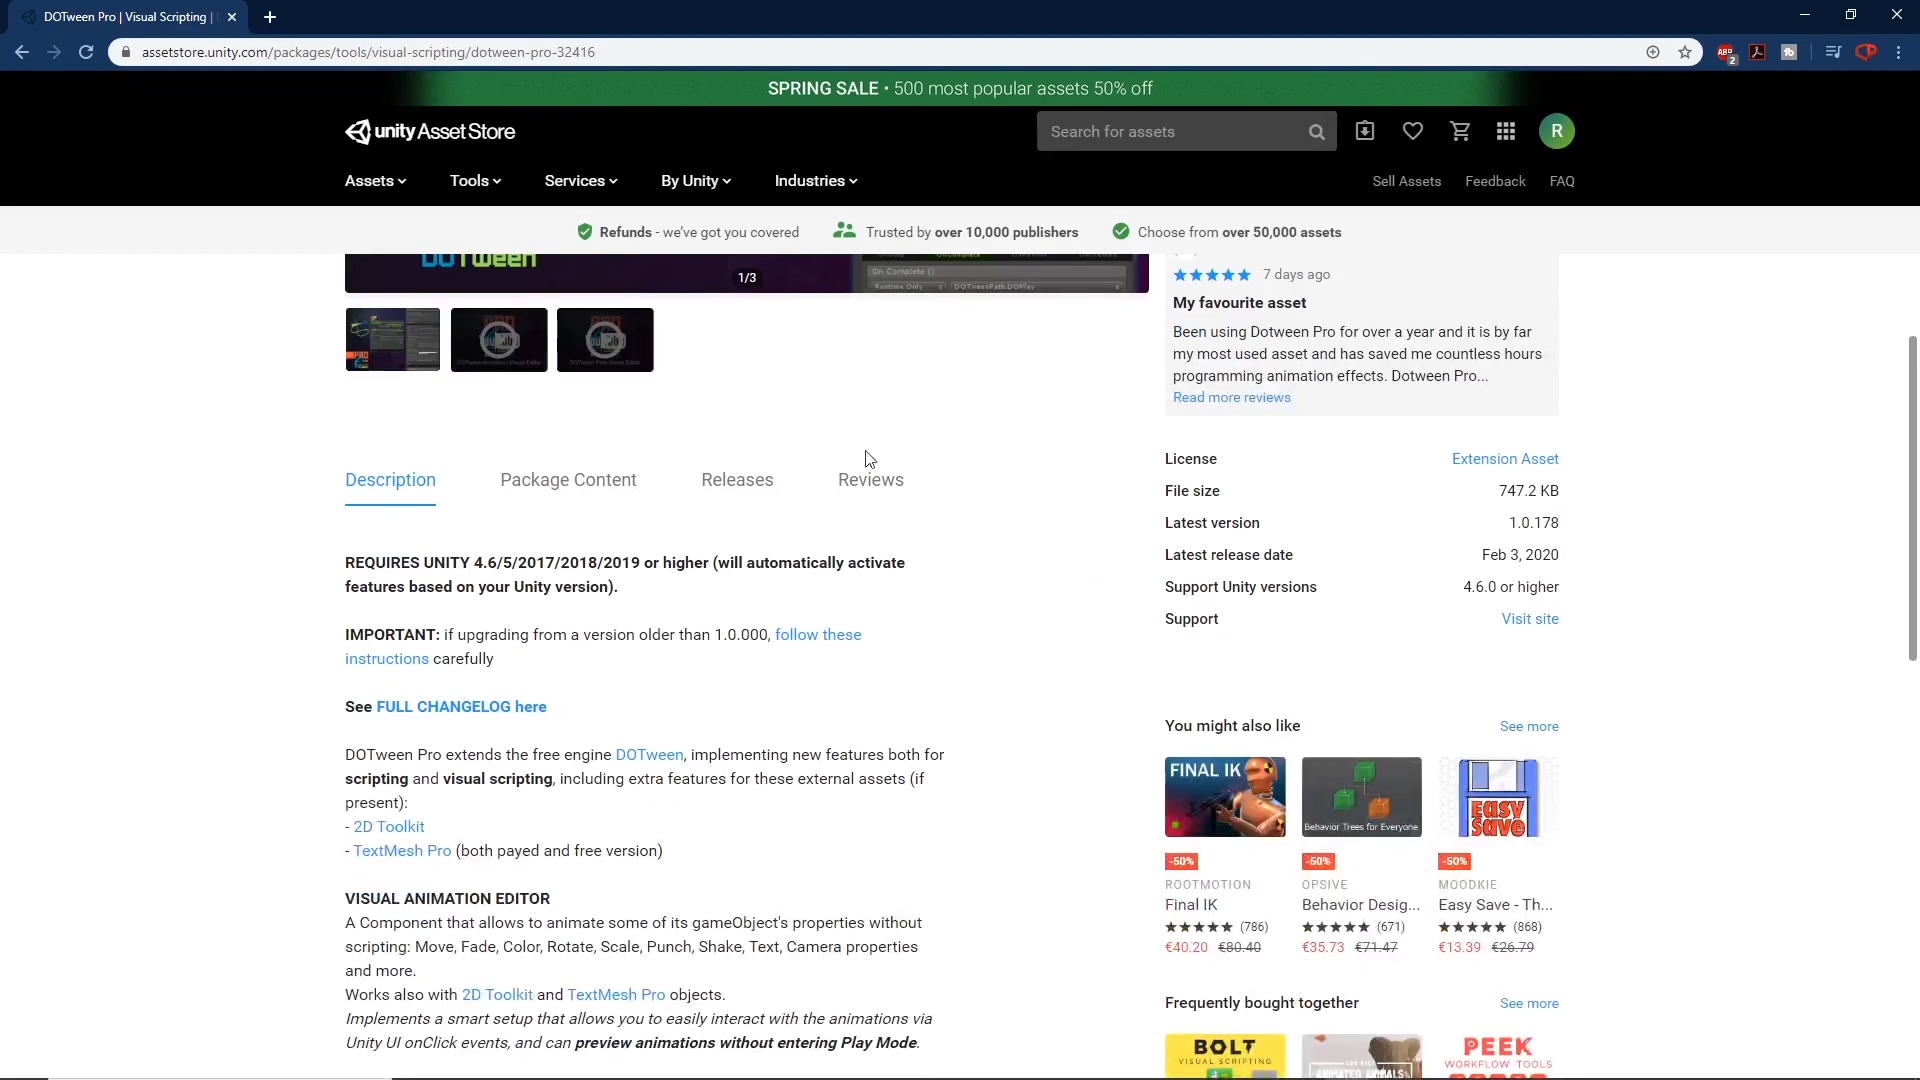 DOTween Pro | Visual Scripting |
assetstore.unity.com/packages/tools/visual-scripting/dotween-pro-32416
ABP
2
fb
SPRING SALE • 500 most popular assets 50% off
unity Asset Store
Search for assets
R
Assets
Tools
Services
By Unity
Industries
Sell Assets
Feedback
FAQ
Refunds - we've got you covered
Trusted by over 10,000 publishers
Choose from over 50,000 assets
DOTween
1/3
On Complete ()
Runtime Only
DOTweenPath.DOPlay
7 days ago
My favourite asset
Been using Dotween Pro for over a year and it is by far
my most used asset and has saved me countless hours
programming animation effects. Dotween Pro...
Read more reviews
Description
Package Content
Releases
Reviews
REQUIRES UNITY 4.6/5/2017/2018/2019 or higher (will automatically activate
features based on your Unity version).
IMPORTANT: if upgrading from a version older than 1.0.000, follow these
instructions carefully
See FULL CHANGELOG here
DOTween Pro extends the free engine DOTween, implementing new features both for
scripting and visual scripting, including extra features for these external assets (if
present):
- 2D Toolkit
- TextMesh Pro (both payed and free version)
VISUAL ANIMATION EDITOR
A Component that allows to animate some of its gameObject's properties without
scripting: Move, Fade, Color, Rotate, Scale, Punch, Shake, Text, Camera properties
and more.
Works also with 2D Toolkit and TextMesh Pro objects.
Implements a smart setup that allows you to easily interact with the animations via
Unity UI onClick events, and can preview animations without entering Play Mode.
License Extension Asset
File size 747.2 KB
Latest version 1.0.178
Latest release date Feb 3, 2020
Support Unity versions 4.6.0 or higher
Support Visit site
You might also like See more
FINAL IK
Behavior Trees for Everyone
EASY SAVE
-50%
ROOTMOTION
Final IK
(786)
€40.20 €80.40
-50%
OPSIVE
Behavior Desig...
(671)
€35.73 €71.47
-50%
MOODKIE
Easy Save - Th...
(868)
€13.39 €26.79
Frequently bought together See more
BOLT
VISUAL SCRIPTING
ANIMATED ANIMALS
PEEK
WORKFLOW TOOLS